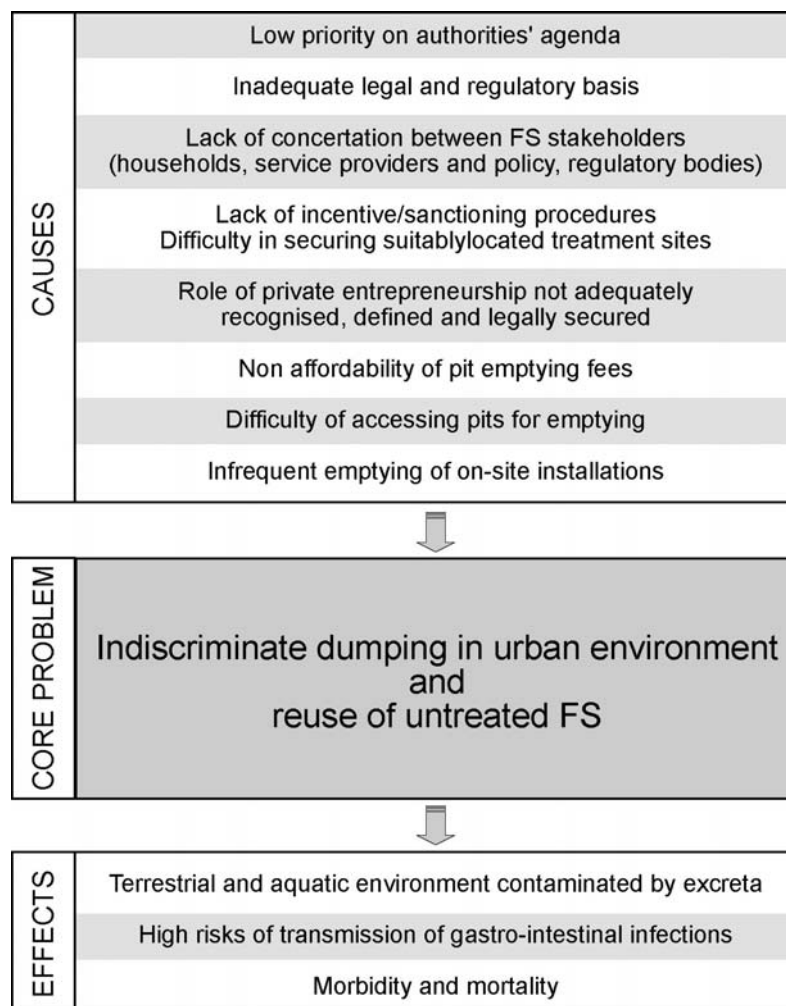 CAUSES
Low priority on authorities' agenda
Inadequate legal and regulatory basis
Lack of concertation between FS stakeholders
(households, service providers and policy, regulatory bodies)
Lack of incentive/sanctioning procedures
Difficulty in securing suitablylocated treatment sites
Role of private entrepreneurship not adequately
recognised, defined and legally secured
Non affordability of pit emptying fees
Difficulty of accessing pits for emptying
Infrequent emptying of on-site installations
CORE PROBLEM
Indiscriminate dumping in urban environment
and
reuse of untreated FS
EFFECTS
Terrestrial and aquatic environment contaminated by excreta
High risks of transmission of gastro-intestinal infections
Morbidity and mortality